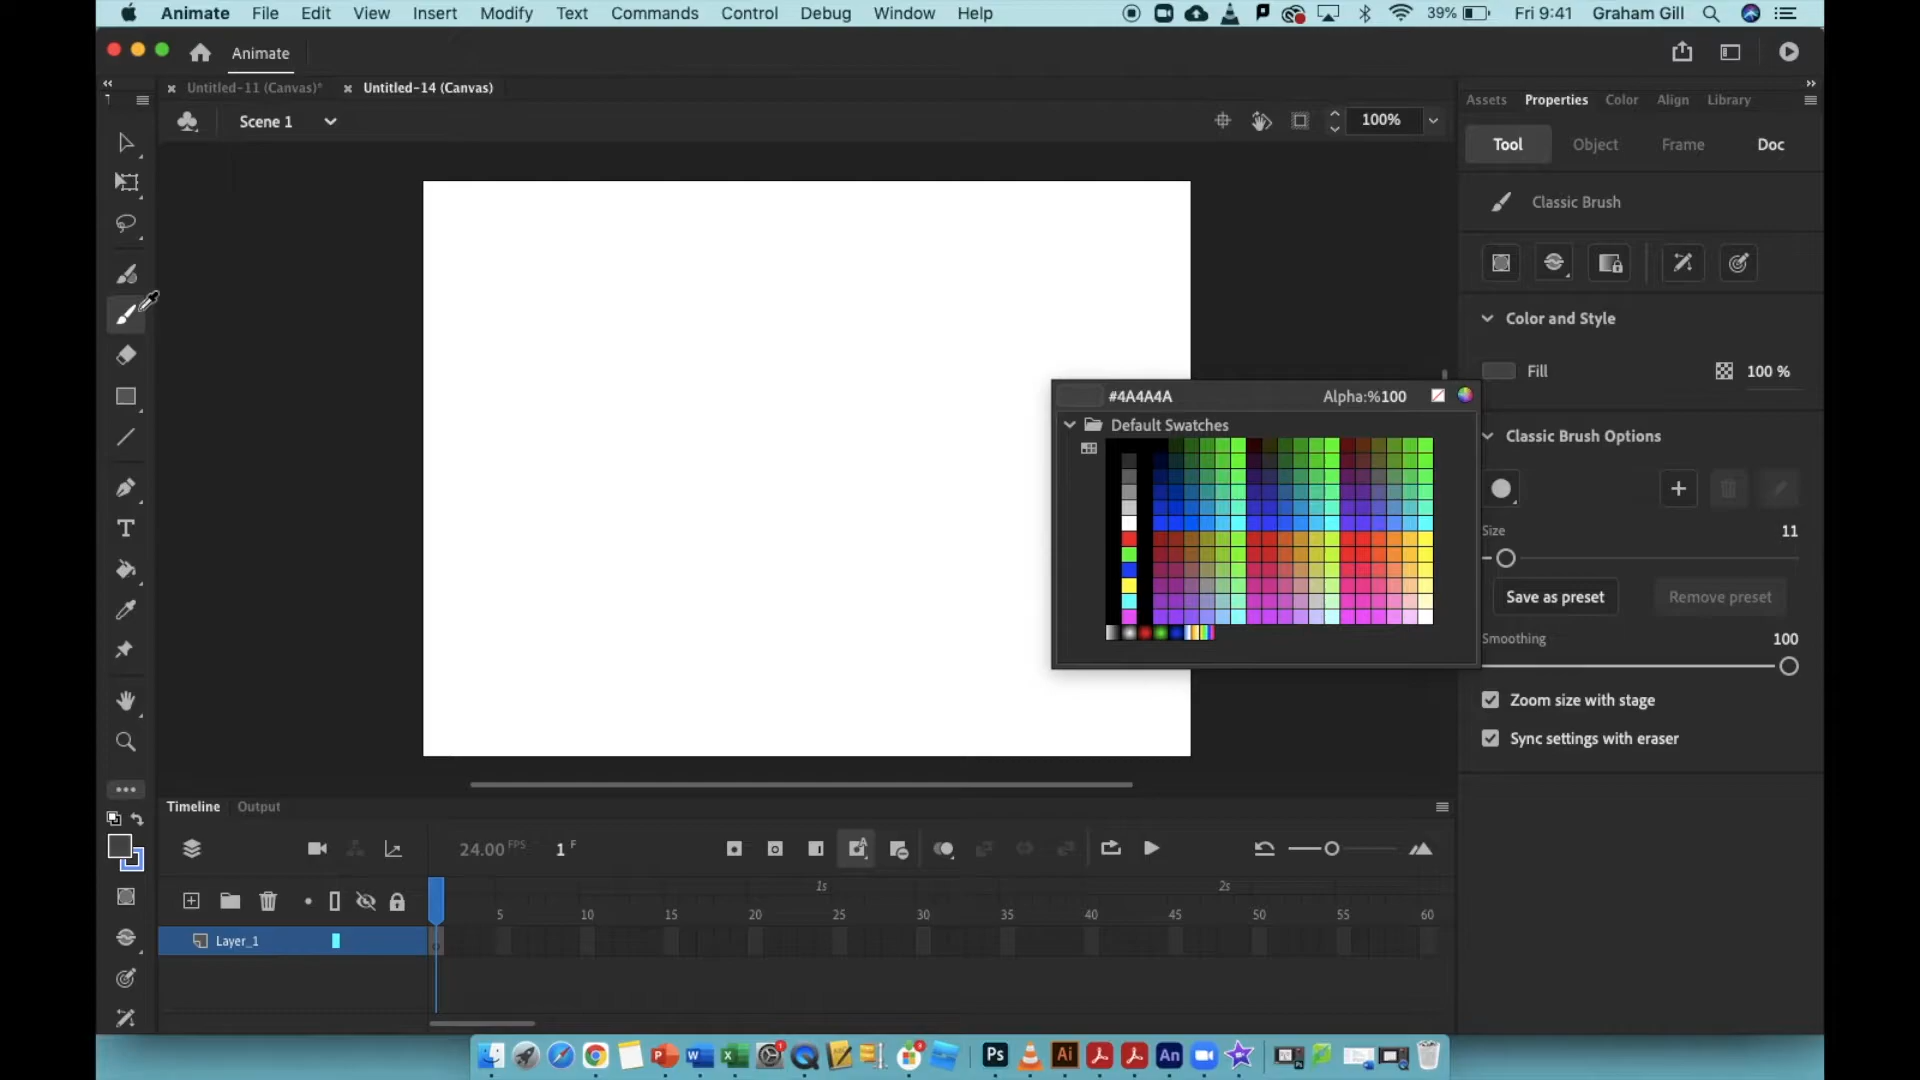 Animate File Edit View Insert Modify Text Commands Control Debug Window Help 39% Fri 9:41 Graham Gill
Animate
Untitled-11 (Canvas)* Untitled-14 (Canvas)
Assets Properties Color Align Library
Scene 1 100%
Tool Object Frame Doc
Classic Brush
Color and Style
Fill 100 %
#4A4A4A Alpha:%100
Default Swatches
Classic Brush Options
Size 11
Save as preset Remove preset
Smoothing 100
Zoom size with stage
Sync settings with eraser
T
Timeline Output
24.00 FPS 1 F
1s 2s
5 10 15 20 25 30 35 40 45 50 55 60
Layer_1
Ps Ai An